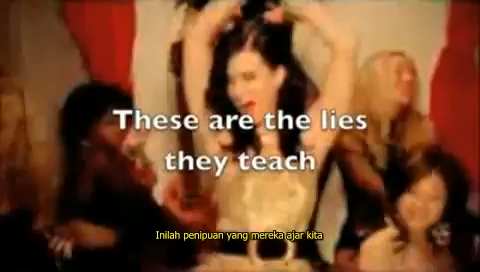 These are the lies
they teach
Inilah penipuan yang mereka ajar kita